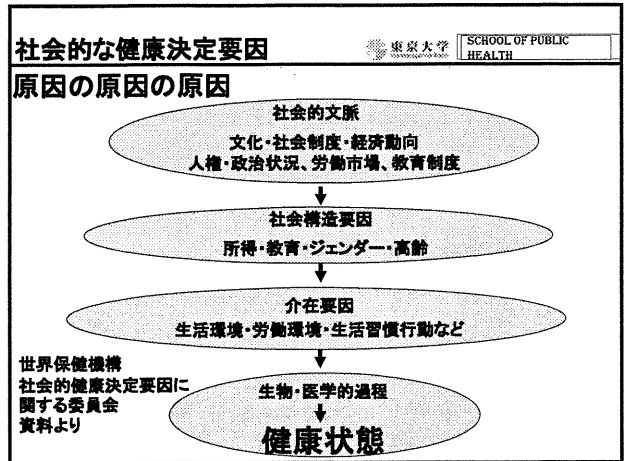 社会的な健康決定要因
東京大学
SCHOOL OF PUBLIC
HEALTH
原因の原因の原因
社会的文脈
文化・社会制度・経済動向
人権・政治状況、労働市場、教育制度
社会構造要因
所得・教育・ジェンダー・高齢
介在要因
生活環境・労働環境・生活習慣行動など
世界保健機構
社会的健康決定要因に
関する委員会
資料より
生物・医学的過程
健康状態